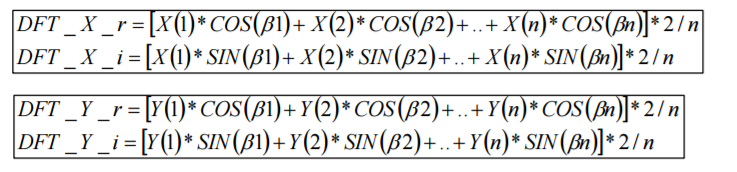 DFT_X_r=[X(1)*COS(β1)+X(2)*COS(β2)+..+X(n)*COS(βn)]*2/n
DFT_X_i=[X(1)*SIN(β1)+X(2)*SIN(β2)+..+X(n)*SIN(βn)]*2/n
DFT_Y_r=[Y(1)*COS(β1)+Y(2)*COS(β2)+..+Y(n)*COS(βn)]*2/n
DFT_Y_i=[Y(1)*SIN(β1)+Y(2)*SIN(β2)+..+Y(n)*SIN(βn)]*2/n